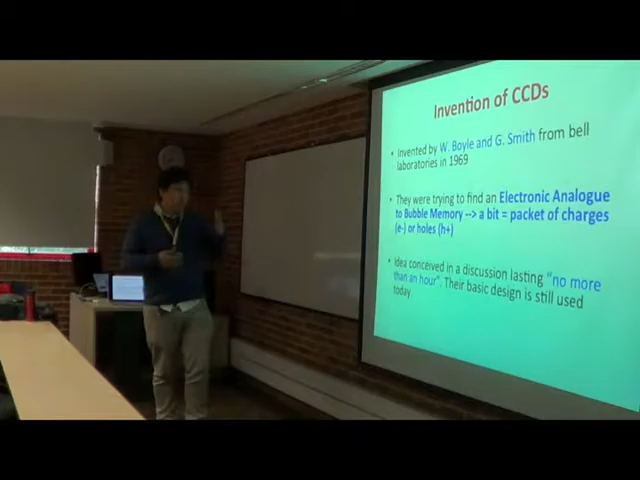 Invention of CCDs
• Invented by W. Boyle and G. Smith from bell
laboratories in 1969
• They were trying to find an Electronic Analogue
to Bubble Memory --> a bit = packet of charges
(e-) or holes (h+)
• Idea conceived in a discussion lasting "no more
than an hour". Their basic design is still used
today.